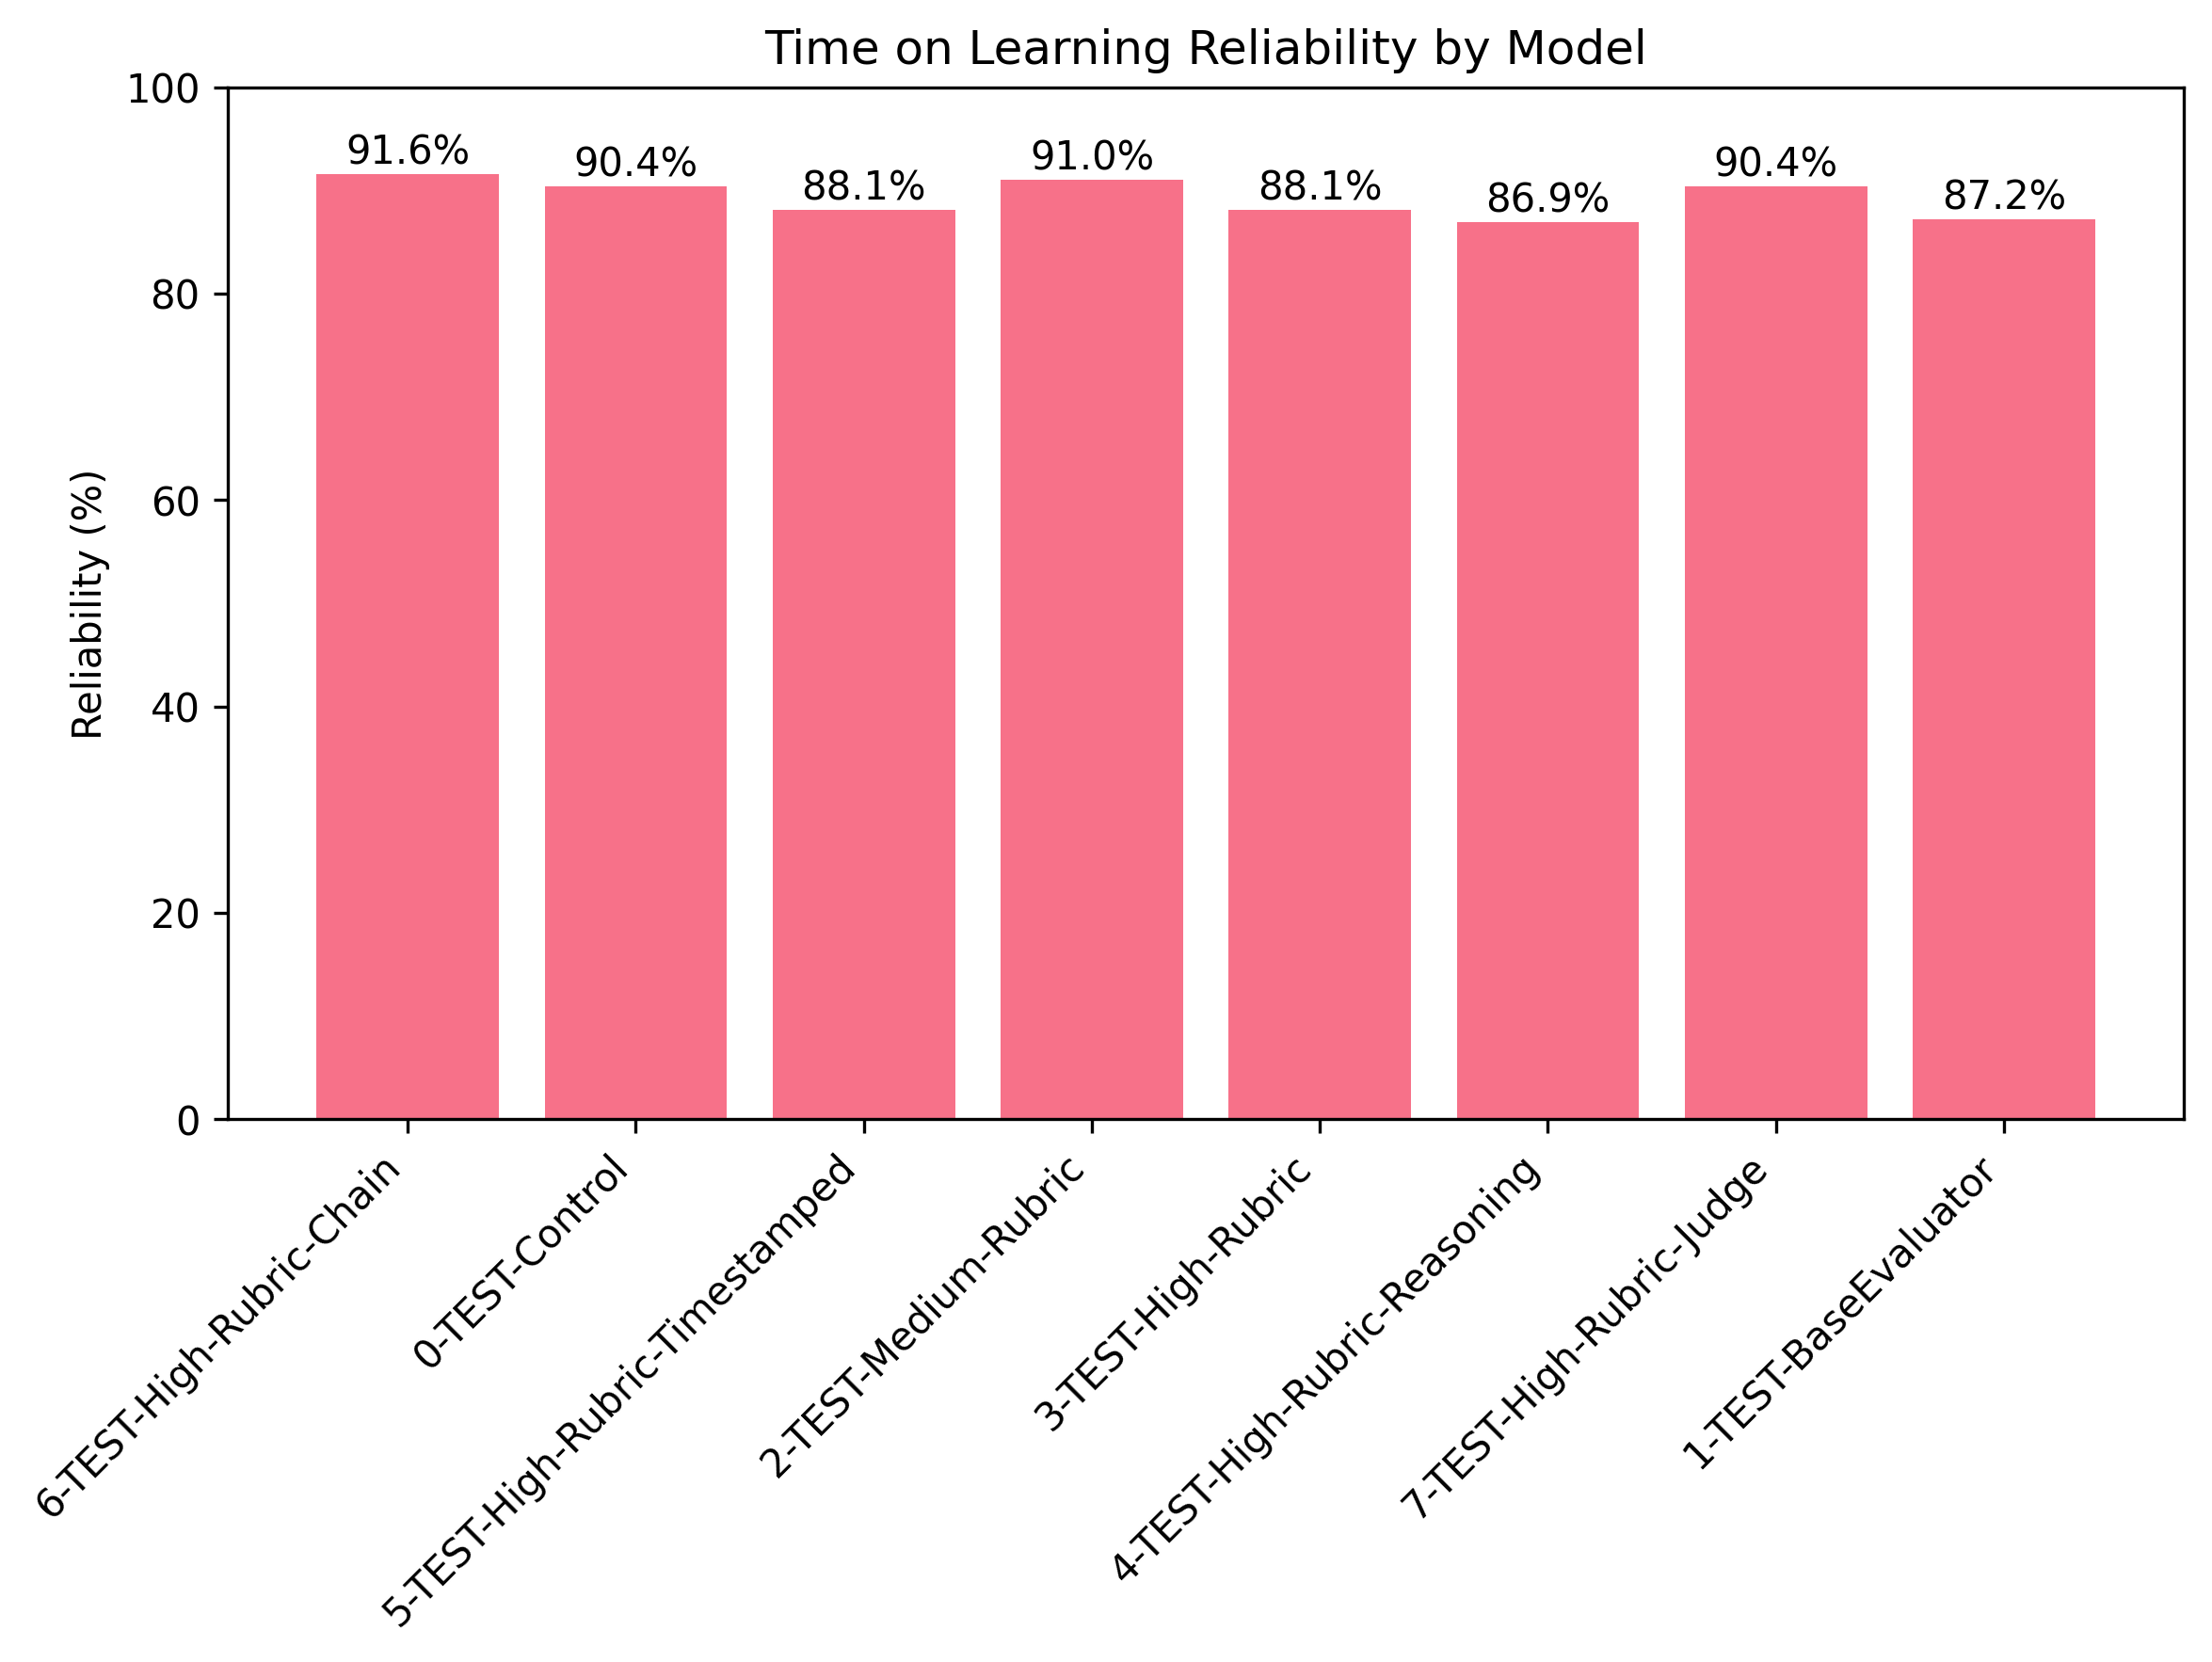 Time on Learning Reliability by Model
Reliability (%)
100
80
60
40
20
0
91.6%
90.4%
88.1%
91.0%
88.1%
86.9%
90.4%
87.2%
6-TEST-High-Rubric-Chain
0-TEST-Control
5-TEST-High-Rubric-Timestamped
2-TEST-Medium-Rubric
3-TEST-High-Rubric
4-TEST-High-Rubric-Reasoning
7-TEST-High-Rubric-Judge
1-TEST-BaseEvaluator